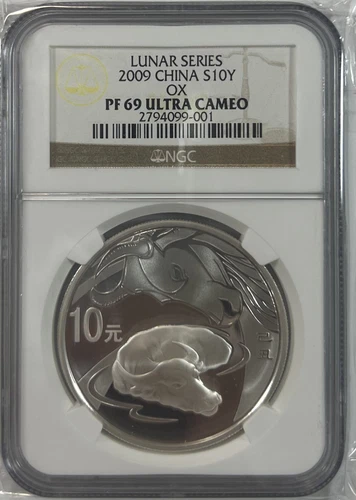 LUNAR SERIES
2009 CHINA S10Y
OX
PF 69 ULTRA CAMEO
2794099-001
NGC
10元